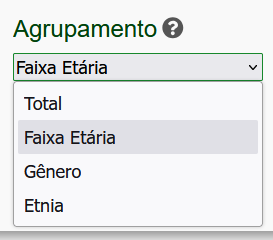 Agrupamento ?
Faixa Etária
Total
Faixa Etária
Gênero
Etnia